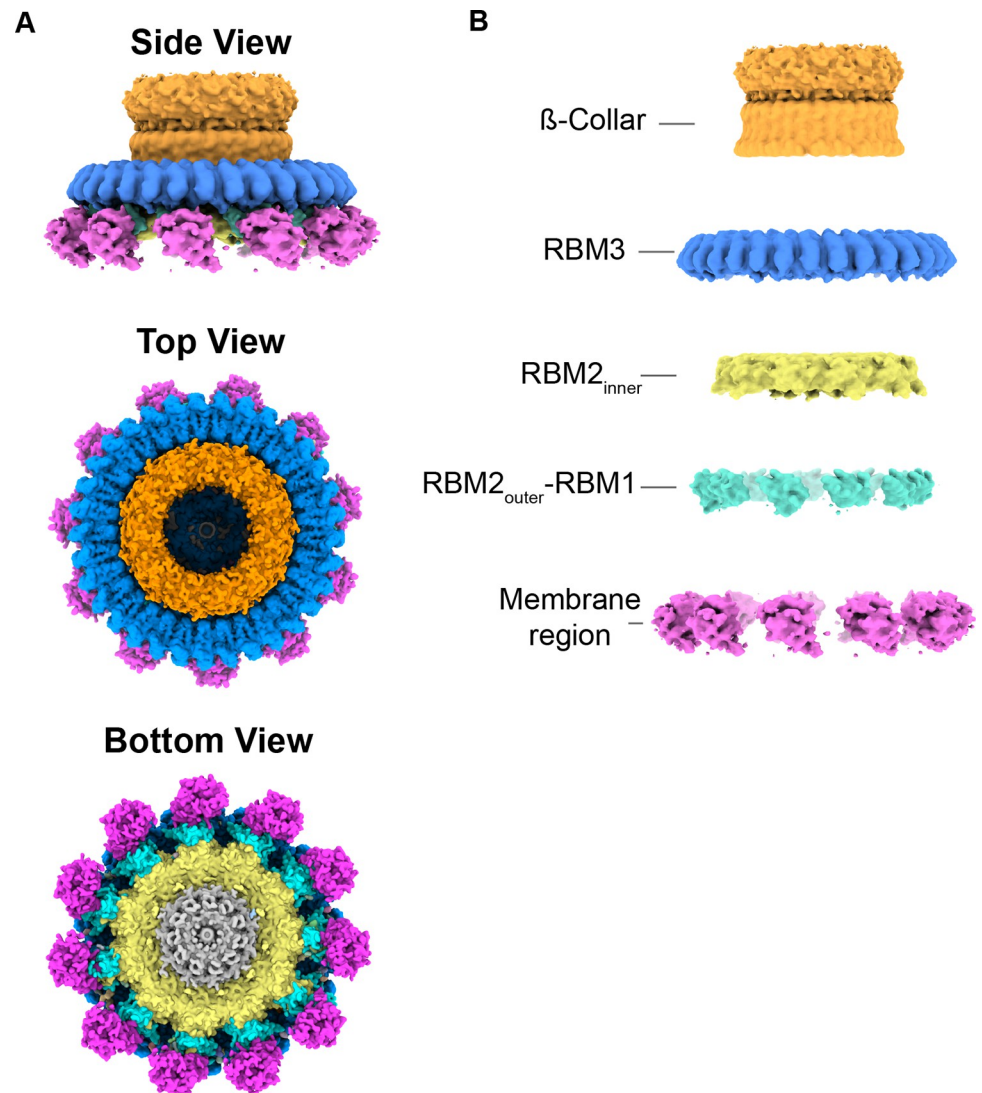 A
B
Side View
ß-Collar
RBM3
Top View
RBM2inner
RBM2outer-RBM1
Membrane
region
Bottom View